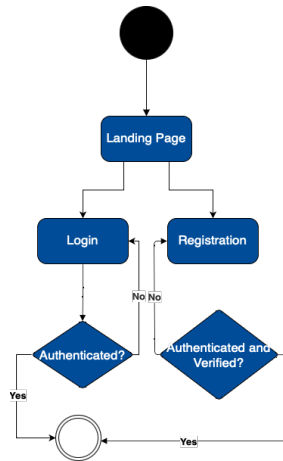 Landing Page
Login
Registration
No
No
Authenticated?
Authenticated and
Verified?
Yes
Yes